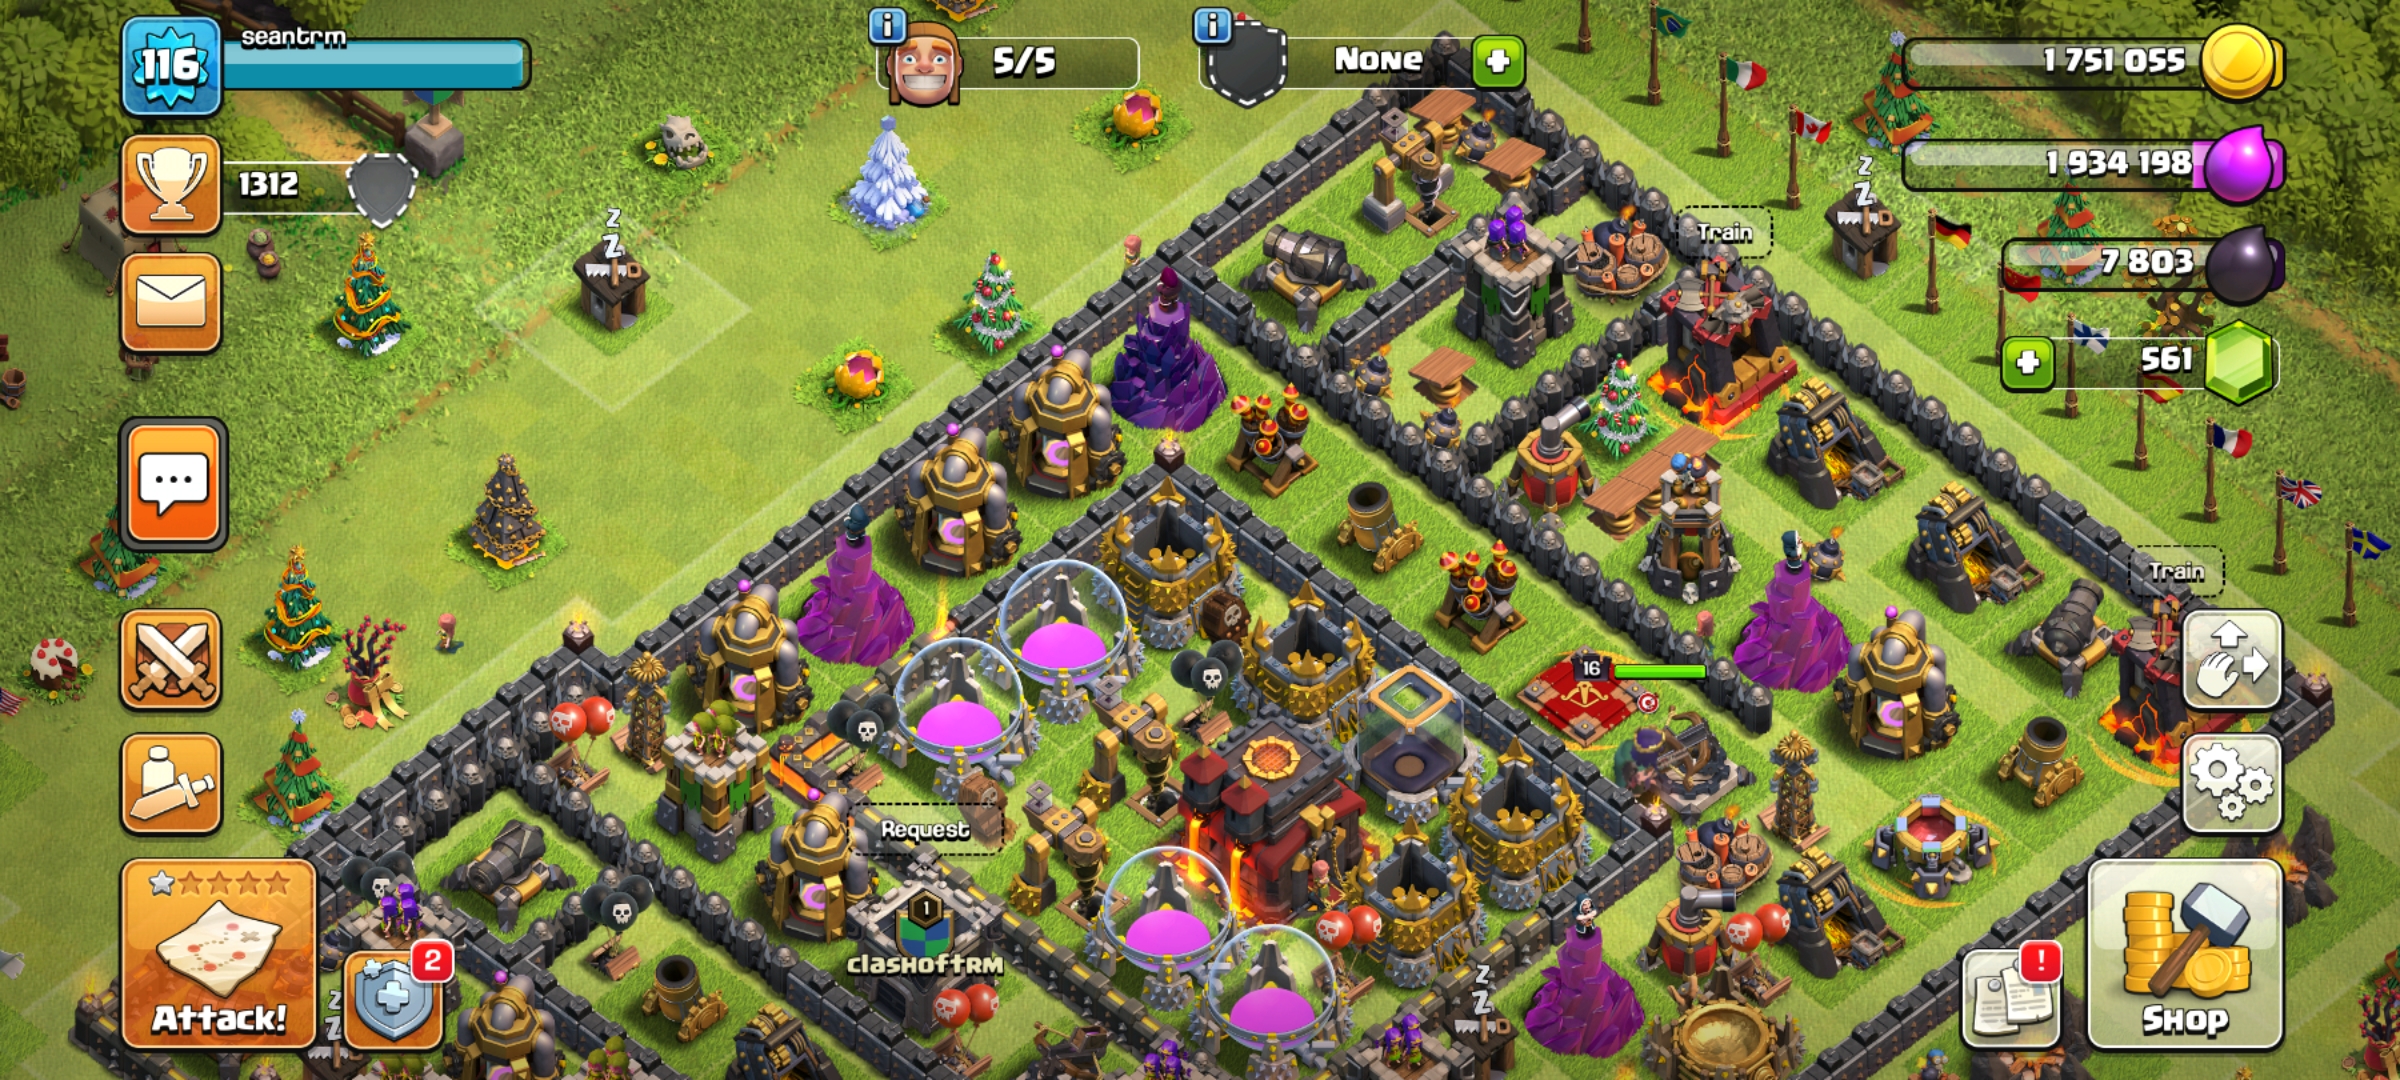 116
seantrm
5/5
None
1 751 055
1312
1 934 198
7 803
561
Train
Train
16
Request
1
clashofTRM
2
Attack!
!
Shop